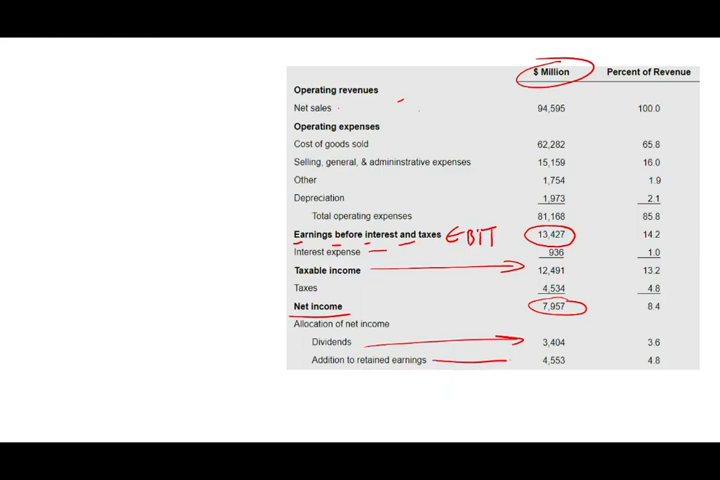 $ Million Percent of Revenue
Operating revenues
Net sales 94,595 100.0
Operating expenses
Cost of goods sold 62,282 65.8
Selling, general, & admininstrative expenses 15,159 16.0
Other 1,754 1.9
Depreciation 1,973 2.1
Total operating expenses 81,168 85.8
Earnings before interest and taxes EBIT 13,427 14.2
Interest expense 936 1.0
Taxable income 12,491 13.2
Taxes 4,534 4.8
Net income 7,957 8.4
Allocation of net income
Dividends 3,404 3.6
Addition to retained earnings 4,553 4.8